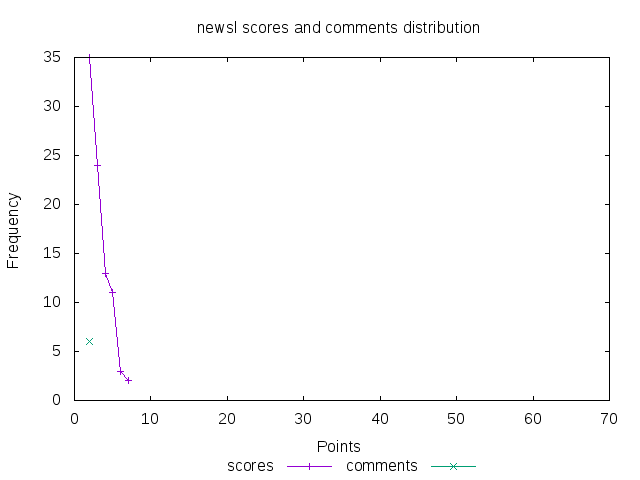 newsl scores and comments distribution
35
30
25
20
15
10
5
0
Frequency
0 10 20 30 40 50 60 70
Points
scores comments